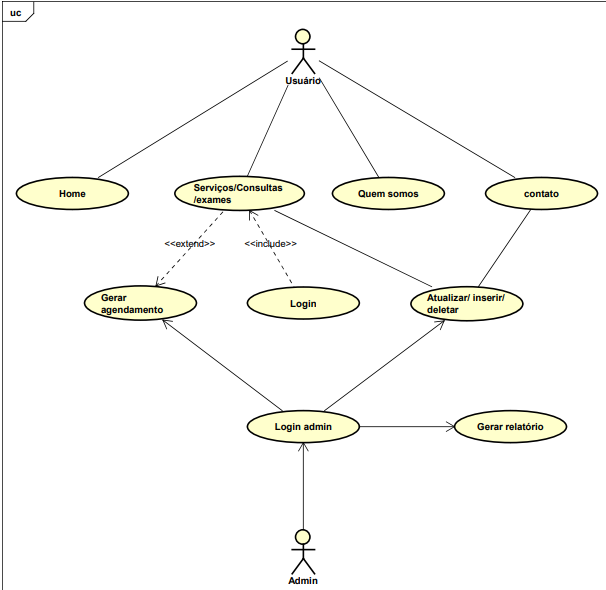 uc
Usuário
Home
Serviços/Consultas
/exames
Quem somos
contato
<<extend>>
<<include>>
Gerar
agendamento
Login
Atualizar/ inserir/
deletar
Login admin
Gerar relatório
Admin